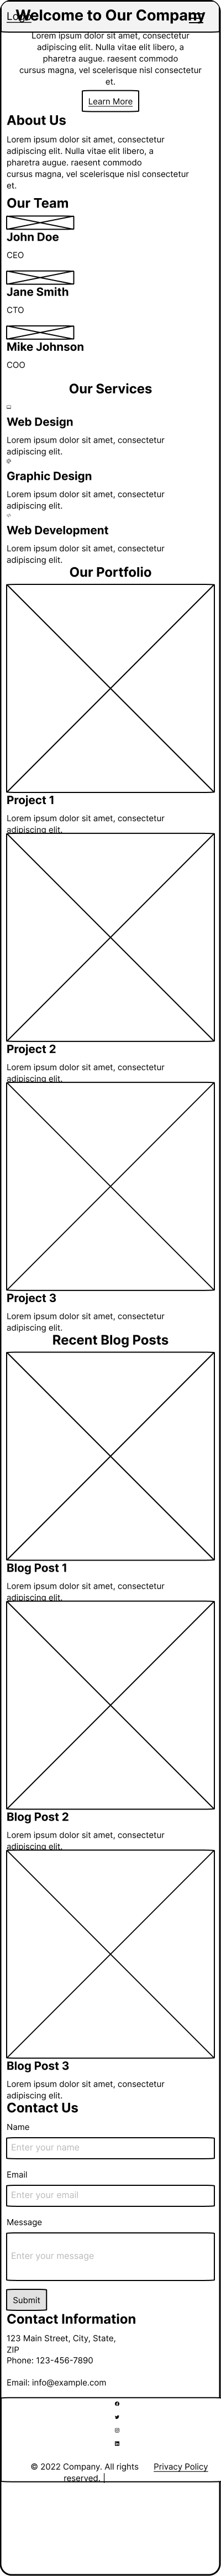 Logo
Welcome to Our Company
Lorem ipsum dolor sit amet, consectetur
adipiscing elit. Nulla vitae elit libero, a
pharetra augue. raesent commodo
cursus magna, vel scelerisque nisl consectetur
et.
Learn More
About Us
Lorem ipsum dolor sit amet, consectetur
adipiscing elit. Nulla vitae elit libero, a
pharetra augue. raesent commodo
cursus magna, vel scelerisque nisl consectetur
et.
Our Team
John Doe
CEO
Jane Smith
CTO
Mike Johnson
COO
Our Services
Web Design
Lorem ipsum dolor sit amet, consectetur
adipiscing elit.
Graphic Design
Lorem ipsum dolor sit amet, consectetur
adipiscing elit.
Web Development
Lorem ipsum dolor sit amet, consectetur
adipiscing elit.
Our Portfolio
Project 1
Lorem ipsum dolor sit amet, consectetur
adipiscing elit.
Project 2
Lorem ipsum dolor sit amet, consectetur
adipiscing elit.
Project 3
Lorem ipsum dolor sit amet, consectetur
adipiscing elit.
Recent Blog Posts
Blog Post 1
Lorem ipsum dolor sit amet, consectetur
adipiscing elit.
Blog Post 2
Lorem ipsum dolor sit amet, consectetur
adipiscing elit.
Blog Post 3
Lorem ipsum dolor sit amet, consectetur
adipiscing elit.
Contact Us
Name
Enter your name
Email
Enter your email
Message
Enter your message
Submit
Contact Information
123 Main Street, City, State,
ZIP
Phone: 123-456-7890
Email: info@example.com
© 2022 Company. All rights
reserved. |
Privacy Policy